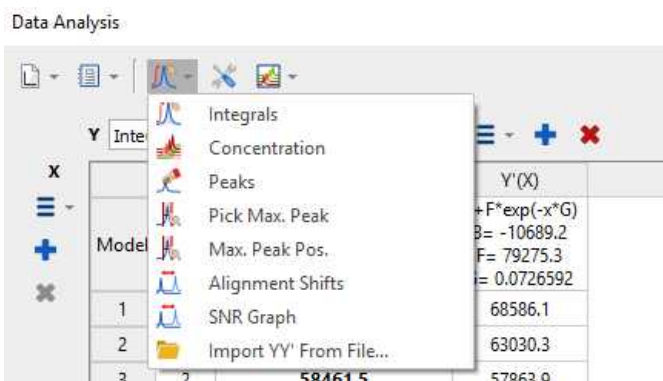 Data Analysis
Integrals
Y Inte
Concentration
X
Peaks
Y'(X)
Pick Max. Peak
+F*exp(-x*G)
Model
Max. Peak Pos.
B= -10689.2
F= 79275.3
Alignment Shifts
= 0.0726592
1
SNR Graph
68586.1
2
Import YY' From File...
63030.3
3 2 58461.5 57863.9